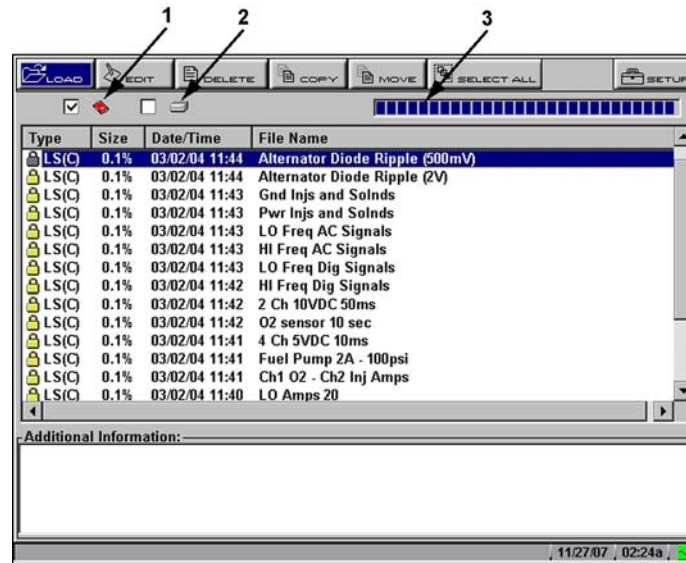 1 2 3
LOAD EDIT DELETE COPY MOVE SELECT ALL SETUP
Type Size Date/Time File Name
LS(C) 0.1% 03/02/04 11:44 Alternator Diode Ripple (500mV)
LS(C) 0.1% 03/02/04 11:44 Alternator Diode Ripple (2V)
LS(C) 0.1% 03/02/04 11:43 Gnd Injs and Solnds
LS(C) 0.1% 03/02/04 11:43 Pwr Injs and Solnds
LS(C) 0.1% 03/02/04 11:43 LO Freq AC Signals
LS(C) 0.1% 03/02/04 11:43 HI Freq AC Signals
LS(C) 0.1% 03/02/04 11:43 LO Freq Dig Signals
LS(C) 0.1% 03/02/04 11:42 HI Freq Dig Signals
LS(C) 0.1% 03/02/04 11:42 2 Ch 10VDC 50ms
LS(C) 0.1% 03/02/04 11:42 O2 sensor 10 sec
LS(C) 0.1% 03/02/04 11:41 4 Ch 5VDC 10ms
LS(C) 0.1% 03/02/04 11:41 Fuel Pump 2A - 100psi
LS(C) 0.1% 03/02/04 11:41 Ch1 O2 - Ch2 Inj Amps
LS(C) 0.1% 03/02/04 11:40 LO Amps 20
Additional Information:
11/27/07 02:24a